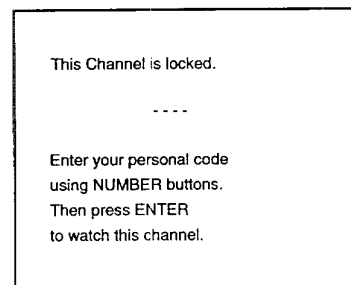 This Channel is locked.
- - - -
Enter your personal code
using NUMBER buttons.
Then press ENTER
to watch this channel.